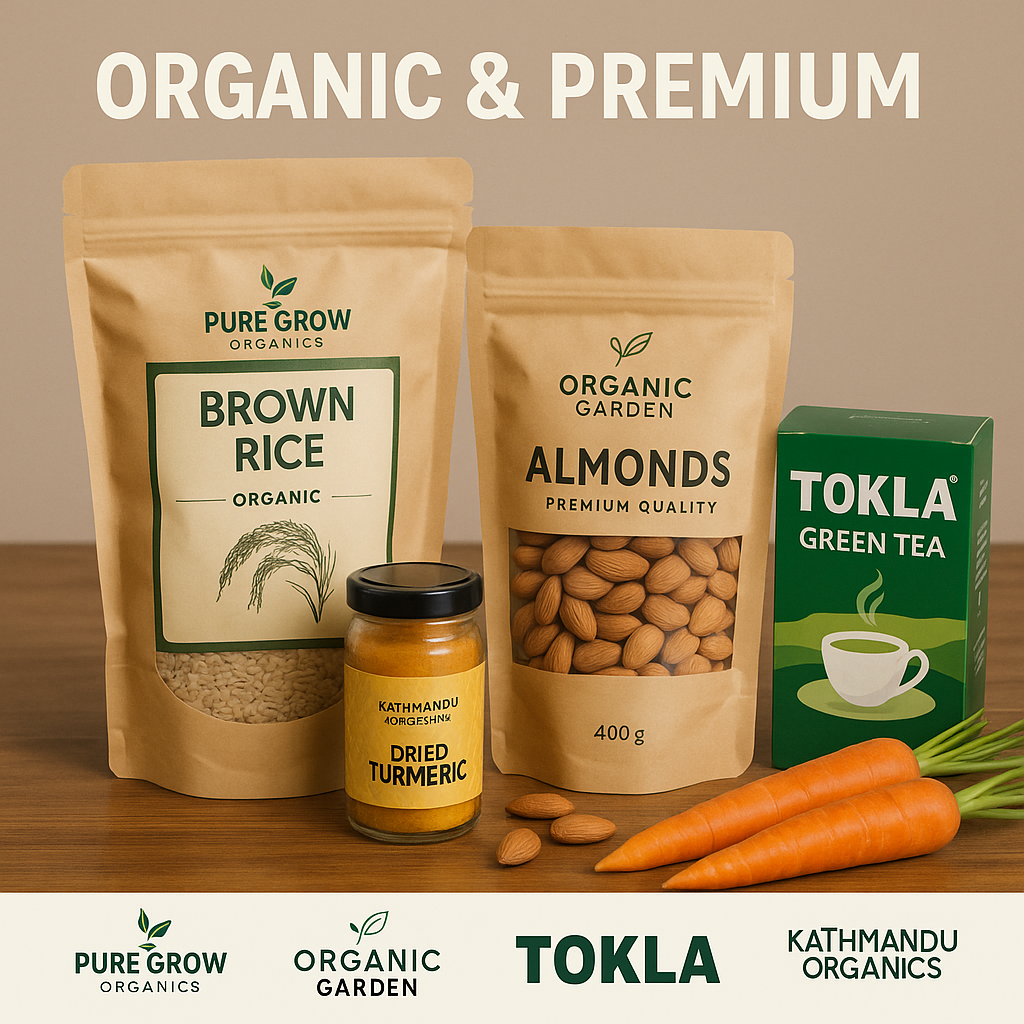 ORGANIC & PREMIUM
PURE GROW
ORGANICS
BROWN
RICE
ORGANIC
ORGANIC
GARDEN
ALMONDS
PREMIUM QUALITY
400 g
TOKLA®
GREEN TEA
KATHMANDU
DRIED
TURMERIC
PURE GROW
ORGANICS
ORGANIC
GARDEN
TOKLA
KATHMANDU
ORGANICS